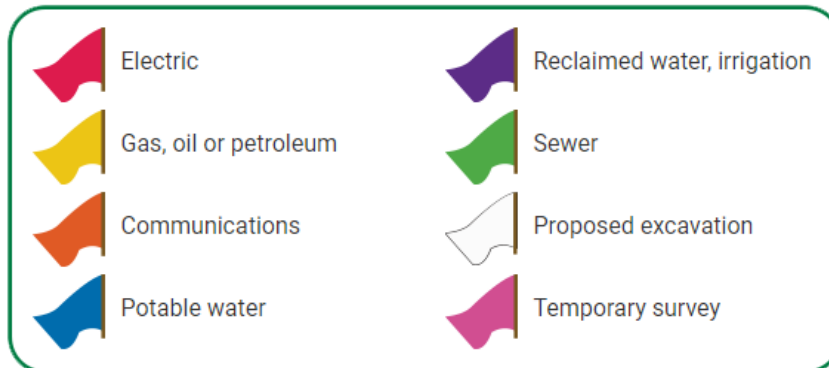 Electric
Gas, oil or petroleum
Communications
Potable water
Reclaimed water, irrigation
Sewer
Proposed excavation
Temporary survey